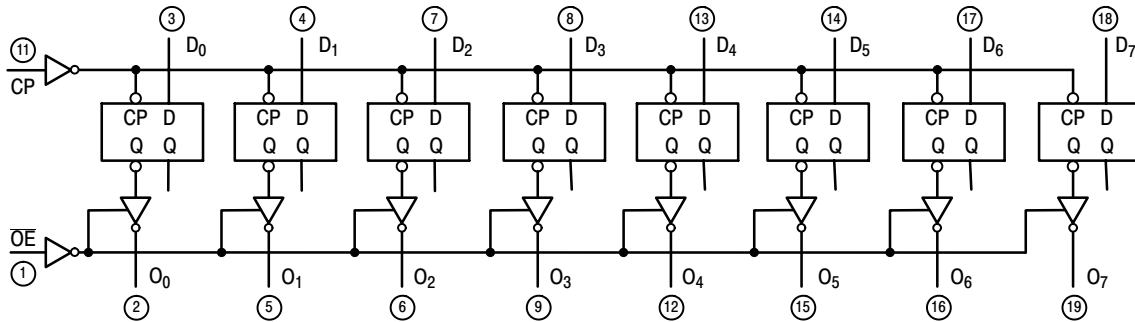 3 4 7 8 13 14 17 18
11 D0 D1 D2 D3 D4 D5 D6 D7
CP
CP D CP D CP D CP D CP D CP D CP D CP D
Q Q Q Q Q Q Q Q Q Q Q Q Q Q Q Q
OE
1 O0 O1 O2 O3 O4 O5 O6 O7
2 5 6 9 12 15 16 19